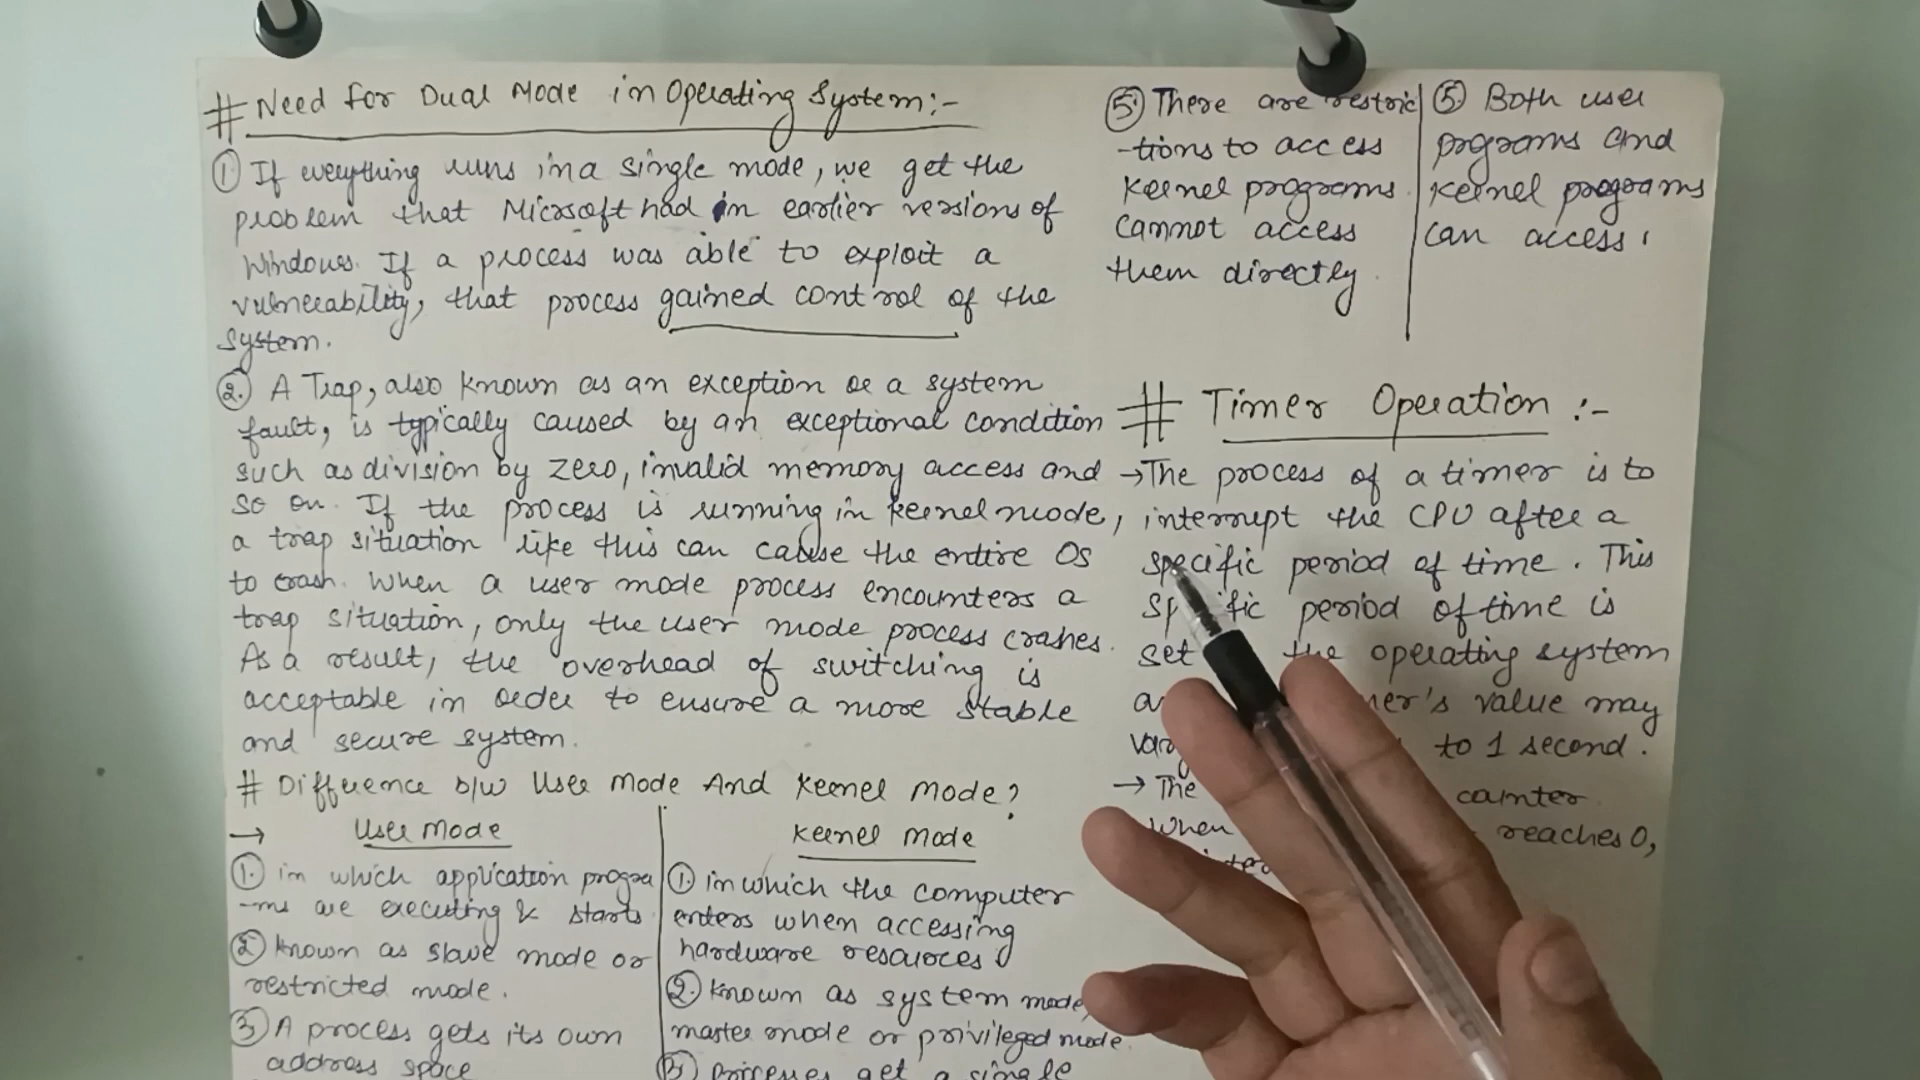 # Need for Dual Mode in Operating System:-
① If everything runs in a single mode, we get the
problem that Microsoft had in earlier versions of
Windows. If a process was able to exploit a
vulnerability, that process gained control of the
system.
②. A Trap, also known as an exception or a system
fault, is typically caused by an exceptional condition
such as division by zero, invalid memory access and
so on. If the process is running in kernel mode,
a trap situation like this can cause the entire OS
to crash. When a user mode process encounters a
trap situation, only the user mode process crashes.
As a result, the overhead of switching is
acceptable in order to ensure a more stable
and secure system.
# Difference b/w User Mode And Kernel Mode?
→ User Mode
① in which application progra
-ms are executing & starts
② Known as slave mode or
restricted mode.
③ A process gets its own
address space
Kernel Mode
① in which the computer
enters when accessing
hardware resources
②. Known as system mode,
master mode or privileged mode.
③ processes get a single
⑤ There are restric
-tions to access
Kernel programs.
Cannot access
them directly.
⑤ Both user
programs and
kernel programs
can access.
# Timer Operation :-
→ The process of a timer is to
interrupt the CPU after a
specific period of time. This
period of time is
set the operating system
value may
to 1 second.
→ The counter.
When reaches 0,